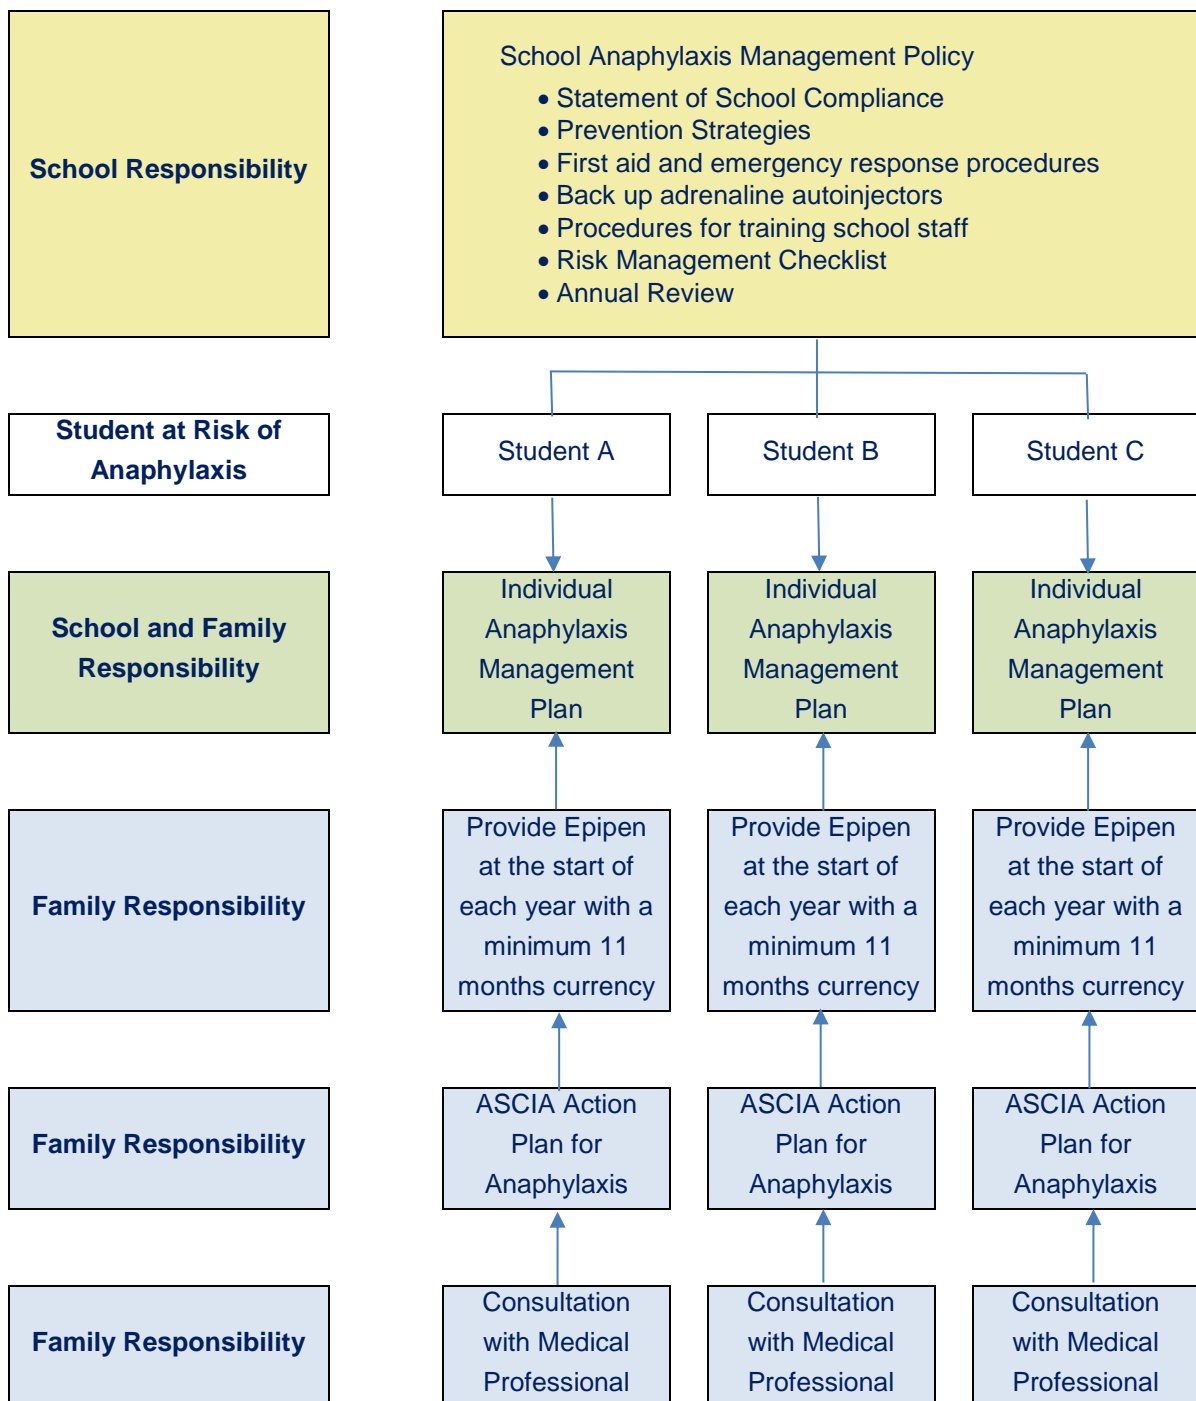 School Responsibility
School Anaphylaxis Management Policy
• Statement of School Compliance
• Prevention Strategies
• First aid and emergency response procedures
• Back up adrenaline autoinjectors
• Procedures for training school staff
• Risk Management Checklist
• Annual Review
Student at Risk of
Anaphylaxis
Student A
Student B
Student C
School and Family
Responsibility
Individual
Anaphylaxis
Management
Plan
Individual
Anaphylaxis
Management
Plan
Individual
Anaphylaxis
Management
Plan
Family Responsibility
Provide Epipen
at the start of
each year with a
minimum 11
months currency
Provide Epipen
at the start of
each year with a
minimum 11
months currency
Provide Epipen
at the start of
each year with a
minimum 11
months currency
Family Responsibility
ASCIA Action
Plan for
Anaphylaxis
ASCIA Action
Plan for
Anaphylaxis
ASCIA Action
Plan for
Anaphylaxis
Family Responsibility
Consultation
with Medical
Professional
Consultation
with Medical
Professional
Consultation
with Medical
Professional